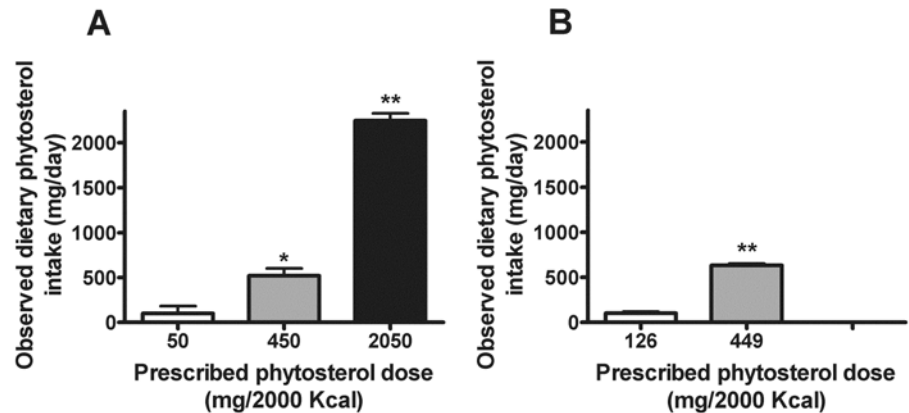 A
Observed dietary phytosterol
intake (mg/day)
2000
1500
1000
500
0
*
**
50 450 2050
Prescribed phytosterol dose
(mg/2000 Kcal)
B
Observed dietary phytosterol
intake (mg/day)
2000
1500
1000
500
0
**
126 449
Prescribed phytosterol dose
(mg/2000 Kcal)